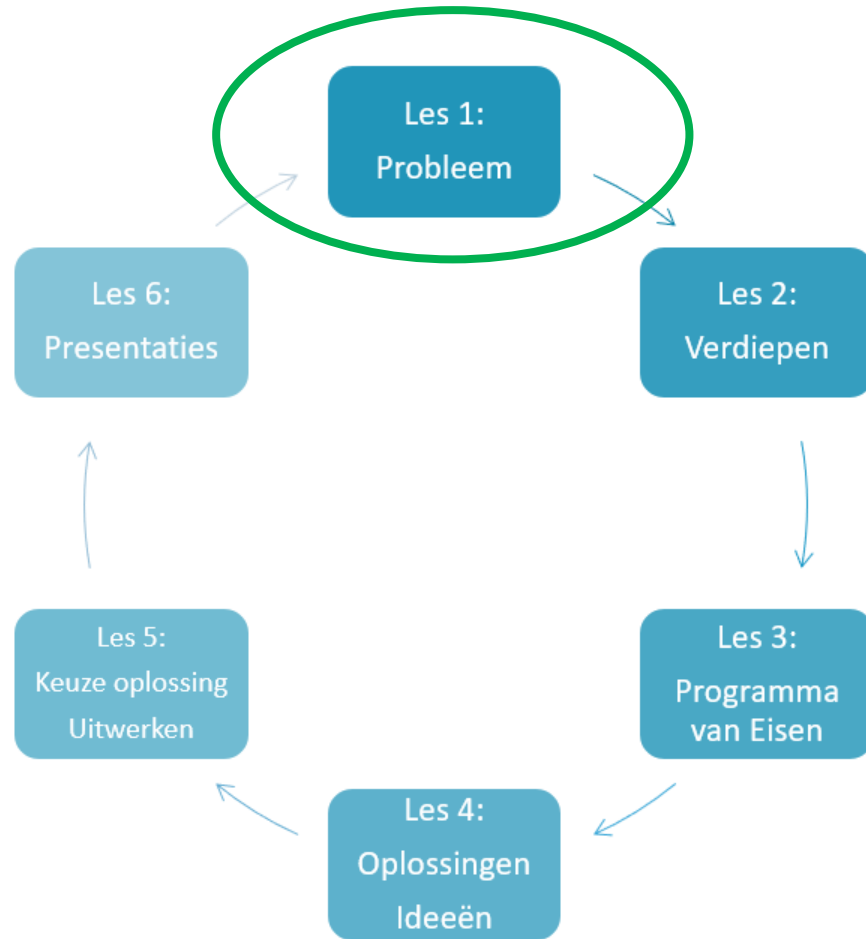 Les 1:
Probleem
Les 2:
Verdiepen
Les 3:
Programma
van Eisen
Les 4:
Oplossingen
Ideeën
Les 5:
Keuze oplossing
Uitwerken
Les 6:
Presentaties